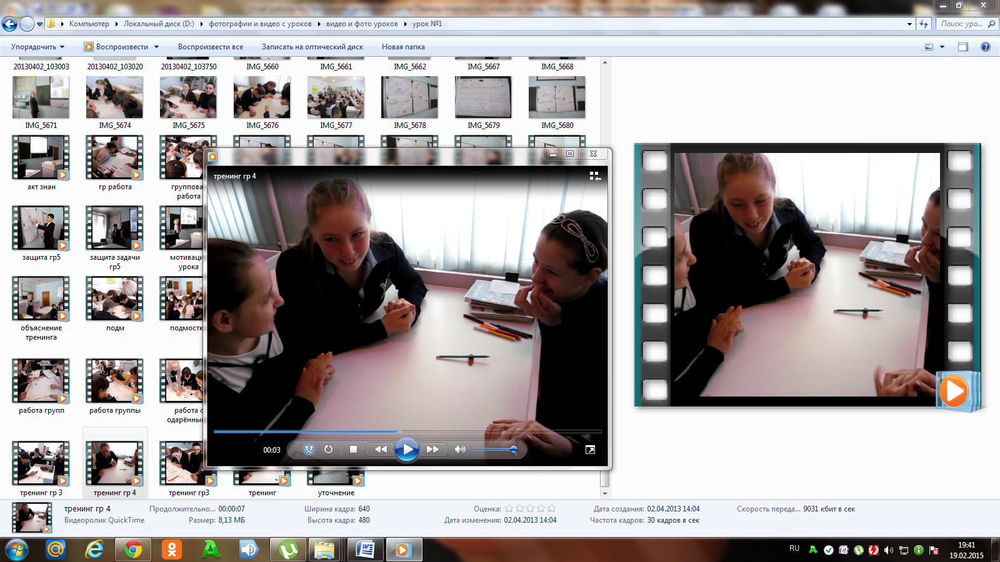 Компьютер ▸ Локальный диск (D:) ▸ фотографии и видео с уроков ▸ видео и фото уроков ▸ урок №1
Поиск: уро...
Упорядочить Воспроизвести Воспроизвести все Записать на оптический диск Новая папка
20130402_103003 20130402_103020 20130402_103750 IMG_5660 IMG_5661 IMG_5662 IMG_5667 IMG_5668
IMG_5671 IMG_5674 IMG_5675 IMG_5676 IMG_5677 IMG_5678 IMG_5679 IMG_5680
тренинг гр 4
акт знан гр работа
работа
защита гр5 защита задачи
гр5
урока
объяснение
тренинга
подм
работа групп работа группы
00:03
тренинг гр 3 тренинг гр 4 тренинг гр3 тренинг уточнение
тренинг гр 4 Продолжительно... 00:00:07 Ширина кадра: 640 Оценка: Дата создания: 02.04.2013 14:04 Скорость переда... 9031 кбит в сек
Видеоролик QuickTime Размер: 8,13 МБ Высота кадра: 480 Дата изменения: 02.04.2013 14:04 Частота кадров: 30 кадров в сек
RU
19:41
19.02.2015